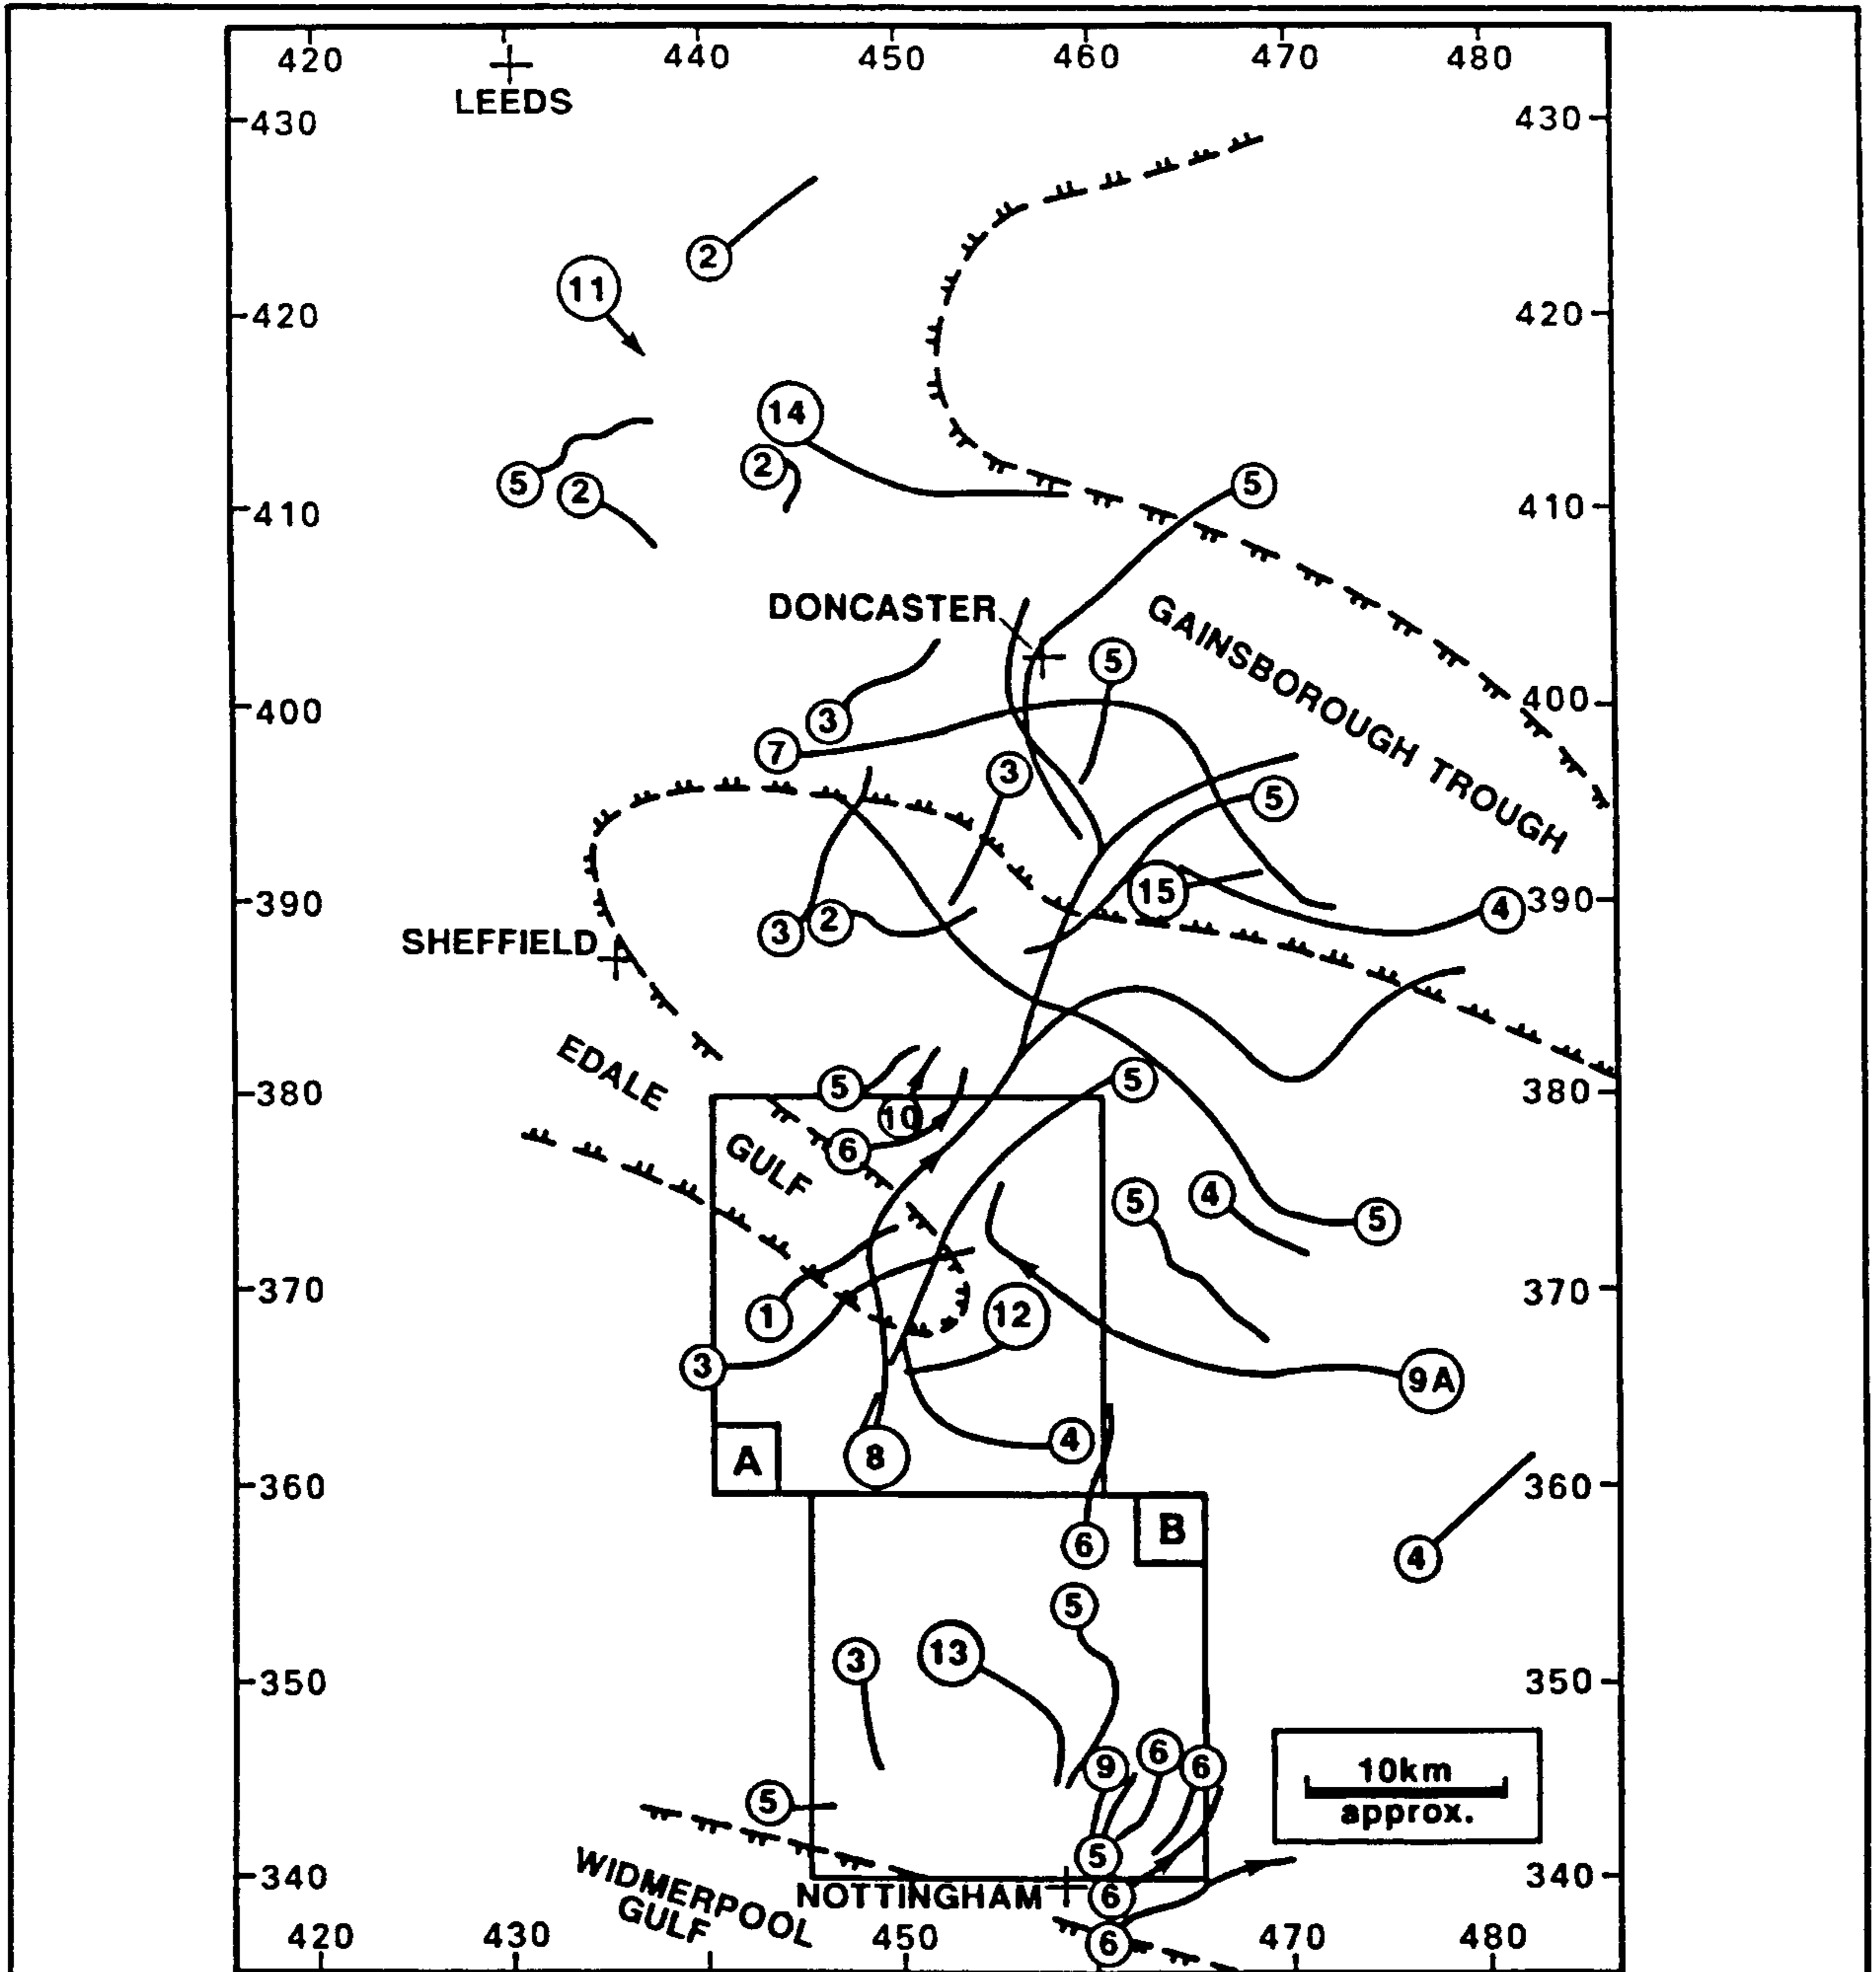 420 440 450 460 470 480
LEEDS
430 430
2
11
420 420
14
2
5 2 5
410 410
DONCASTER
GAINSBOROUGH TROUGH
5
400 400
3
7
3
5
15
390 4 390
3 2
SHEFFIELD
EDALE
GULF
380 5 5 380
10
6
5 4 5
370 370
1 12
3 9A
4
A 8
360 360
B
6
4
5
3 13
350 350
9 6 6
10km
approx.
5
5
340 340
WIDMERPOOL
GULF
NOTTINGHAM 6
6
420 430 450 470 480